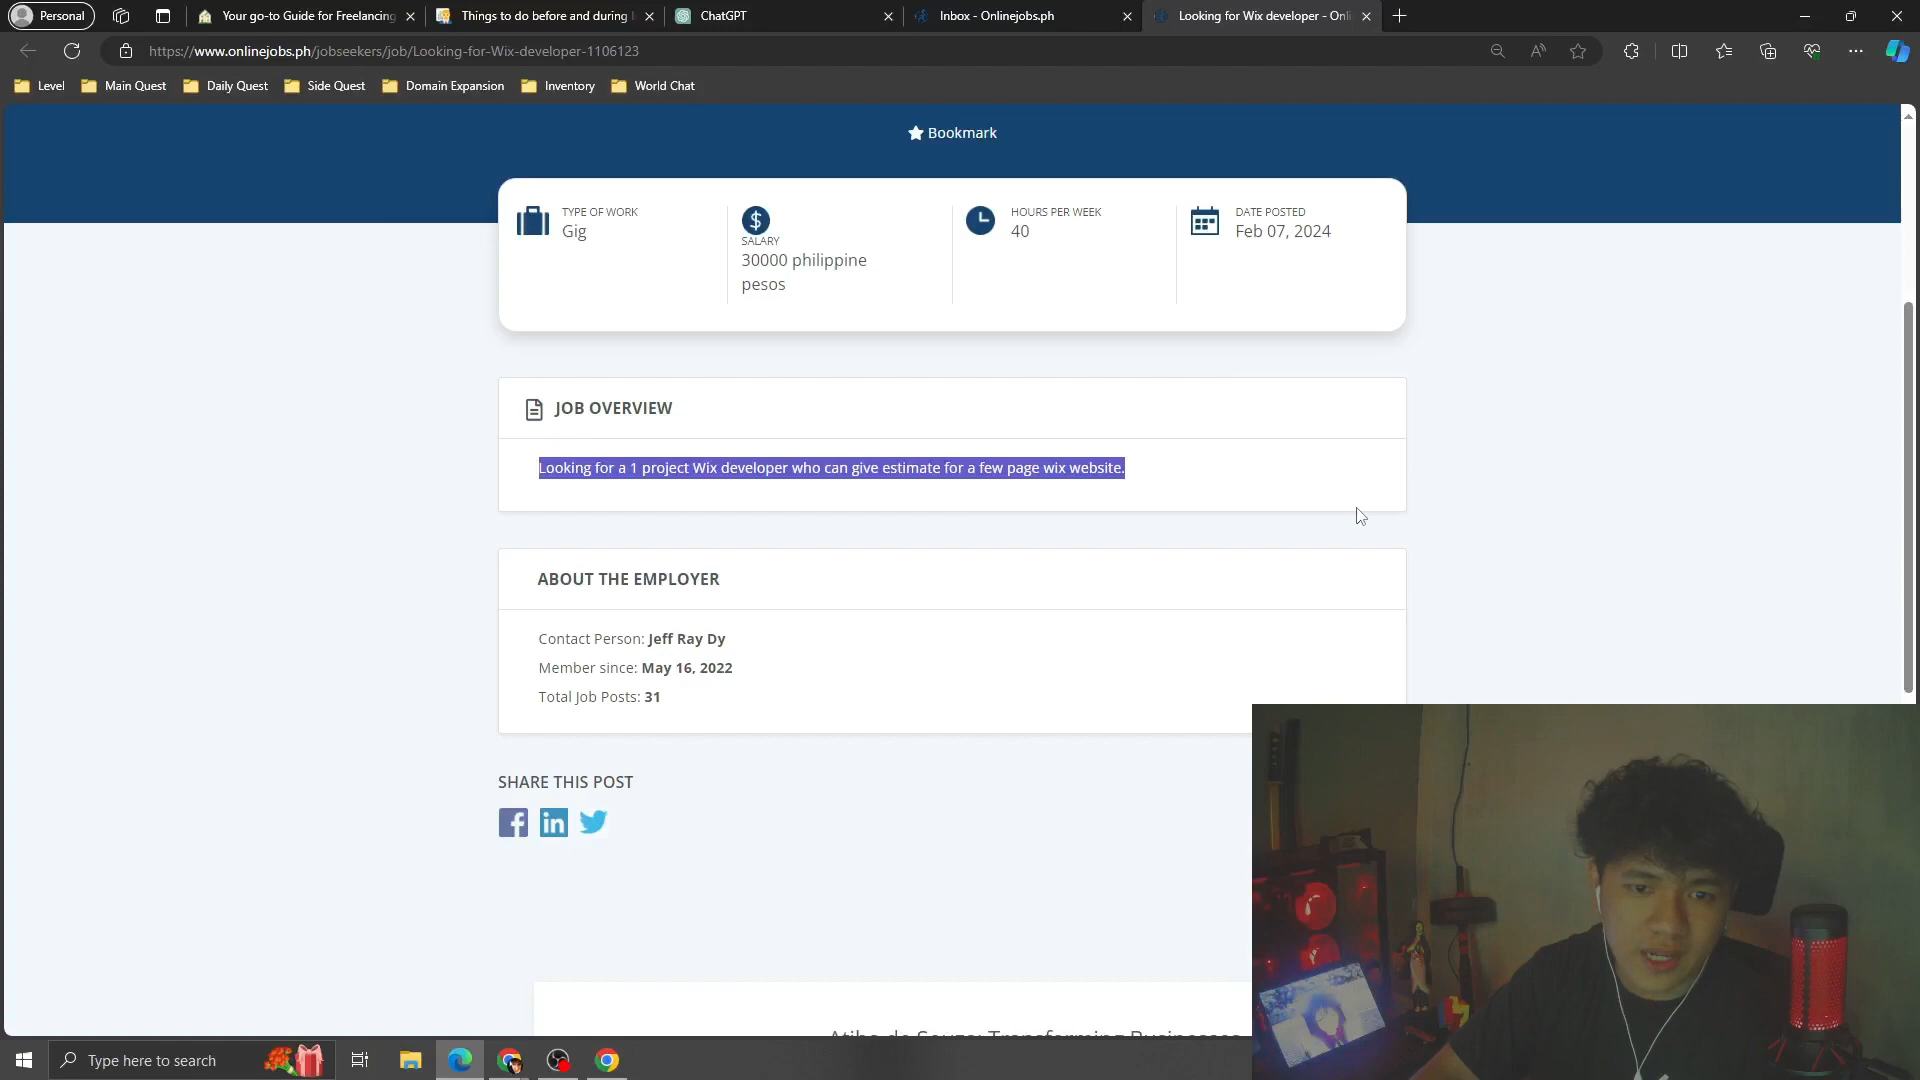 Personal
Your go-to Guide for Freelancing
Things to do before and during
ChatGPT
Inbox - Onlinejobs.ph
Looking for Wix developer - Onli
https://www.onlinejobs.ph/jobseekers/job/Looking-for-Wix-developer-1106123
Level
Main Quest
Daily Quest
Side Quest
Domain Expansion
Inventory
World Chat
Bookmark
TYPE OF WORK
Gig
SALARY
30000 philippine
pesos
HOURS PER WEEK
40
DATE POSTED
Feb 07, 2024
JOB OVERVIEW
Looking for a 1 project Wix developer who can give estimate for a few page wix website.
ABOUT THE EMPLOYER
Contact Person: Jeff Ray Dy
Member since: May 16, 2022
Total Job Posts: 31
SHARE THIS POST
Type here to search